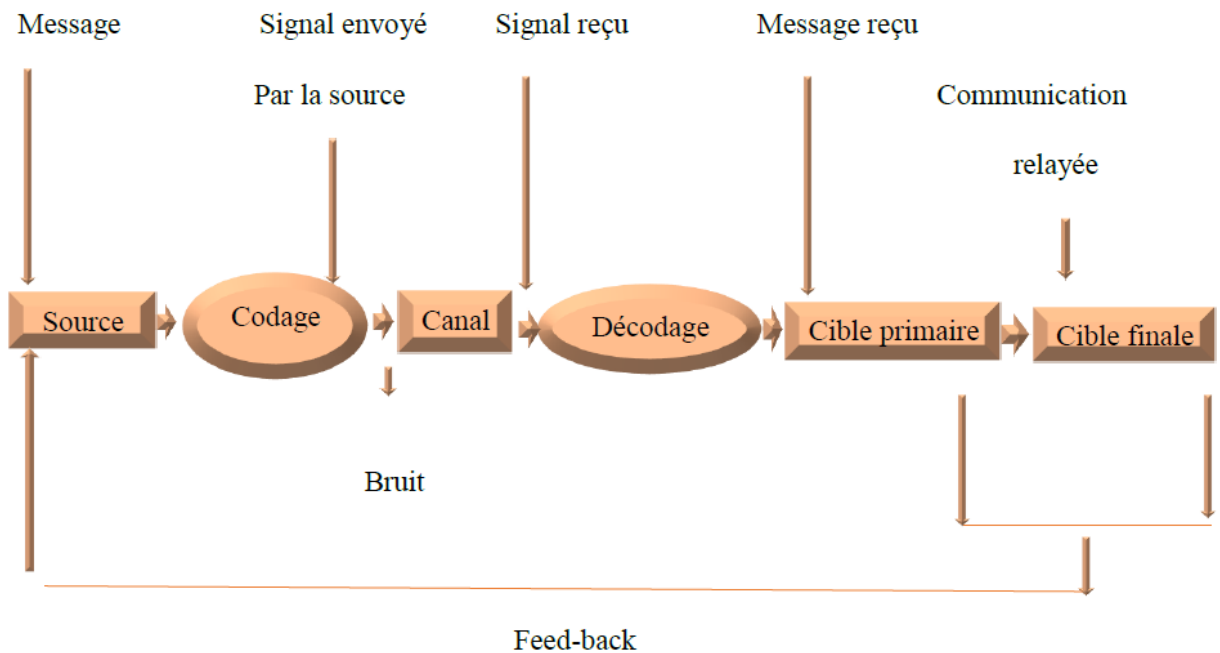 Message
Signal envoyé
Signal reçu
Message reçu
Par la source
Communication
relayée
Source
Codage
Canal
Décodage
Cible primaire
Cible finale
Bruit
Feed-back